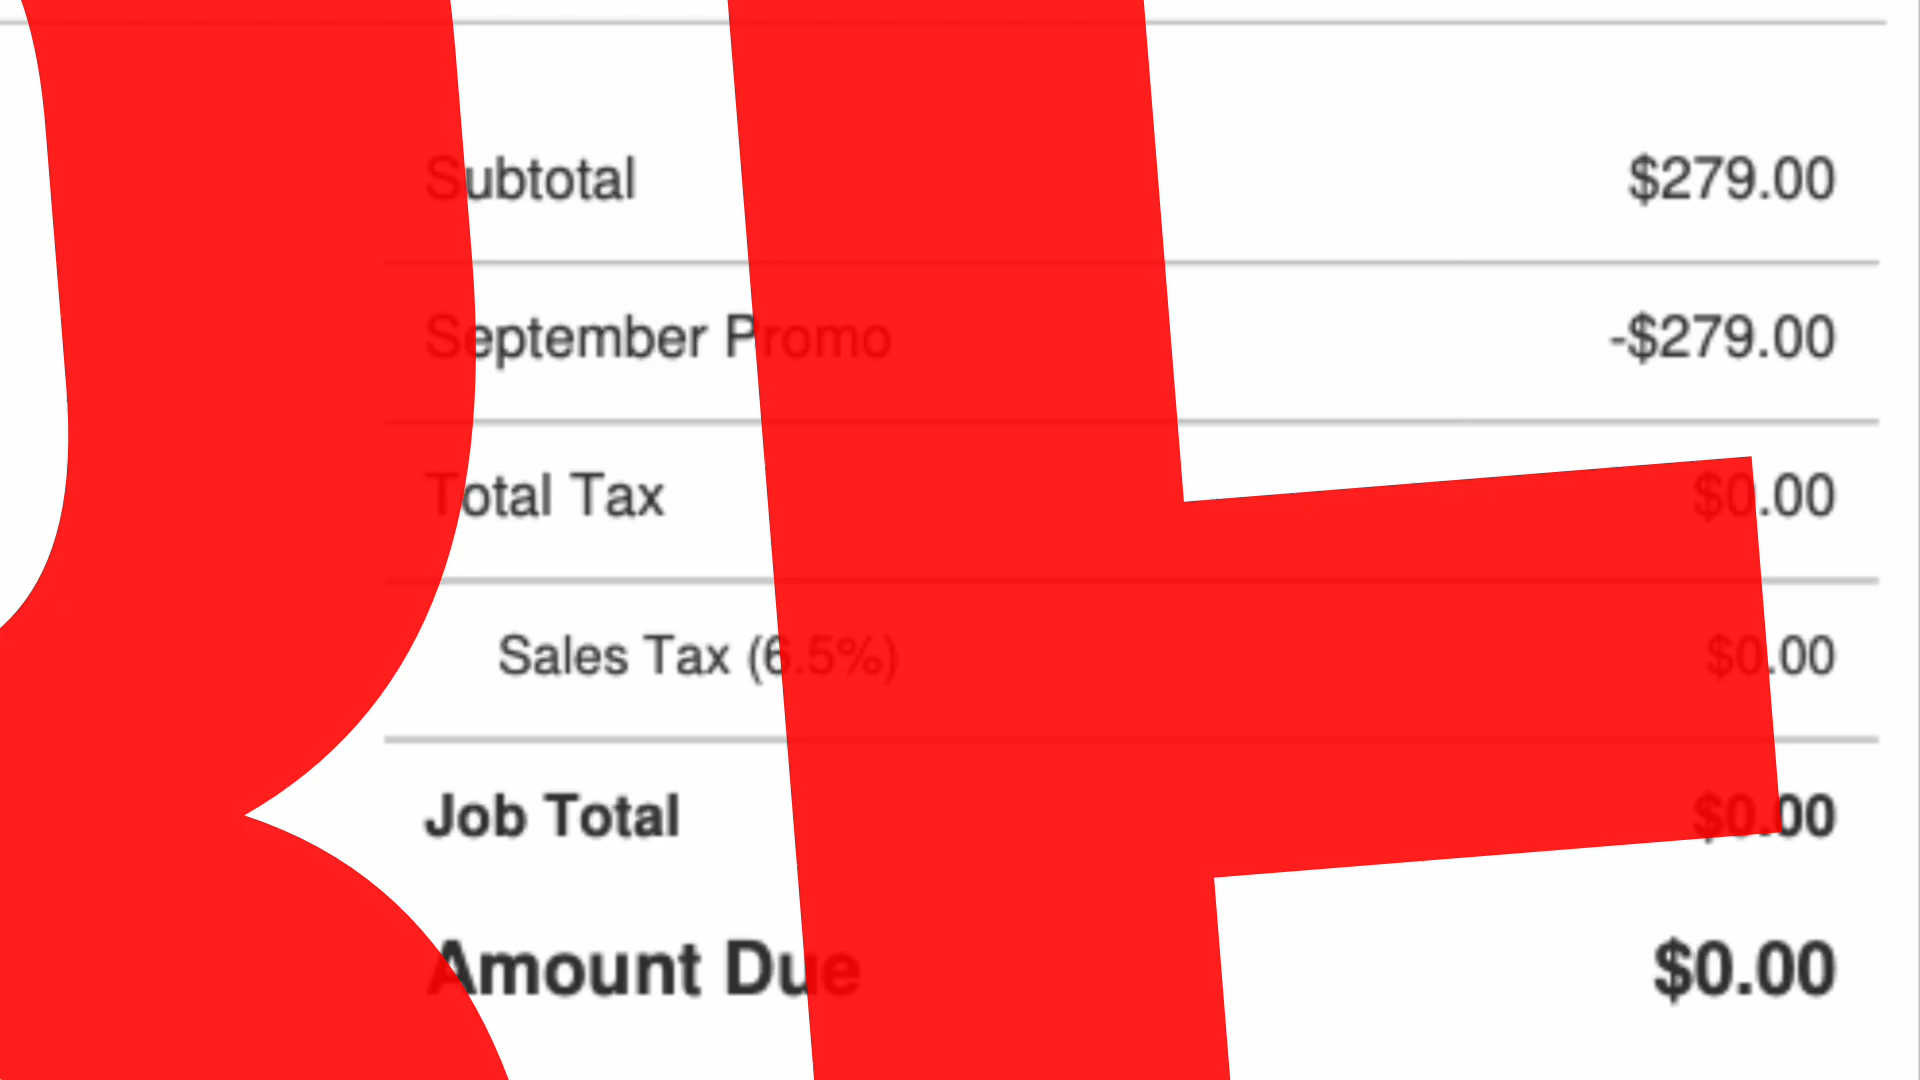 Subtotal $279.00
September Promo -$279.00
Total Tax $0.00
Sales Tax (6.5%) $0.00
Job Total $0.00
Amount Due $0.00